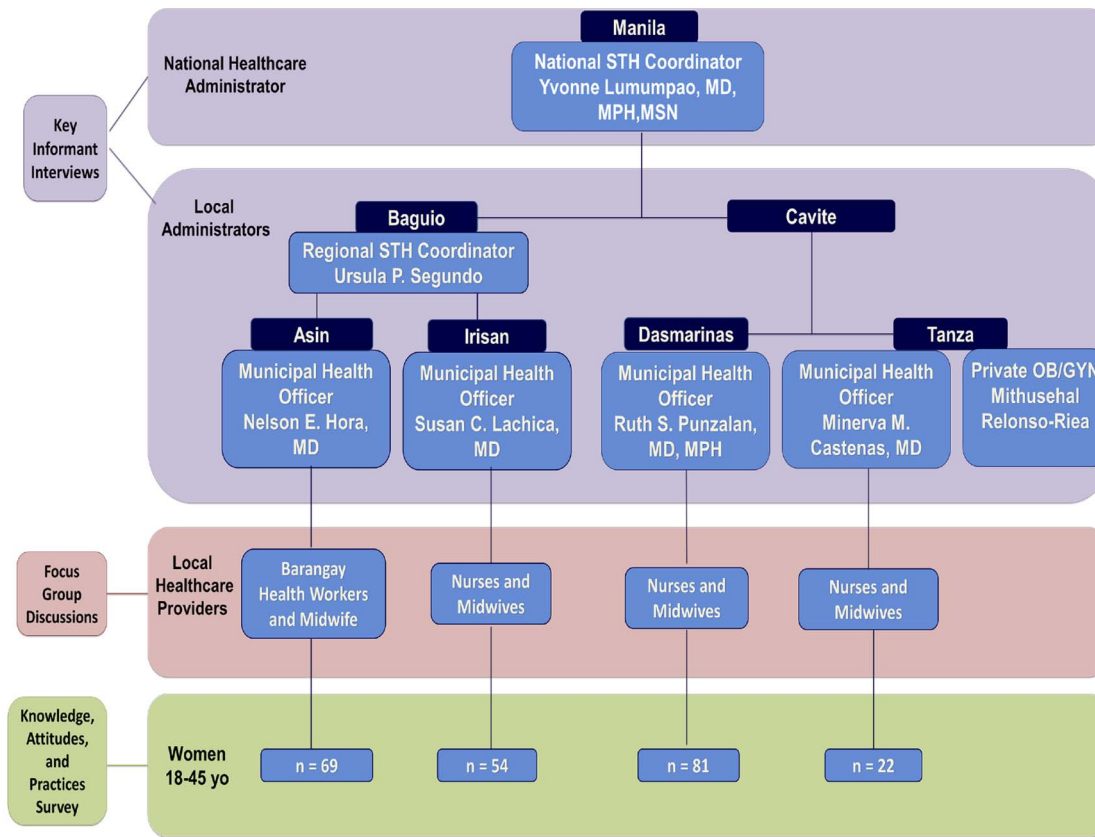 Manila
National Healthcare
Administrator
National STH Coordinator
Yvonne Lumumpao, MD,
MPH,MSN
Key
Informant
Interviews
Local
Administrators
Baguio
Cavite
Regional STH Coordinator
Ursula P. Segundo
Asin
Irisan
Dasmarinas
Tanza
Municipal Health
Officer
Nelson E. Hora,
MD
Municipal Health
Officer
Susan C. Lachica,
MD
Municipal Health
Officer
Ruth S. Punzalan,
MD, MPH
Municipal Health
Officer
Minerva M.
Castenas, MD
Private OB/GYN
Mithusehal
Relonso-Riea
Focus
Group
Discussions
Local
Healthcare
Providers
Barangay
Health Workers
and Midwife
Nurses and
Midwives
Nurses and
Midwives
Nurses and
Midwives
Knowledge,
Attitudes,
and
Practices
Survey
Women
18-45 yo
n = 69
n = 54
n = 81
n = 22